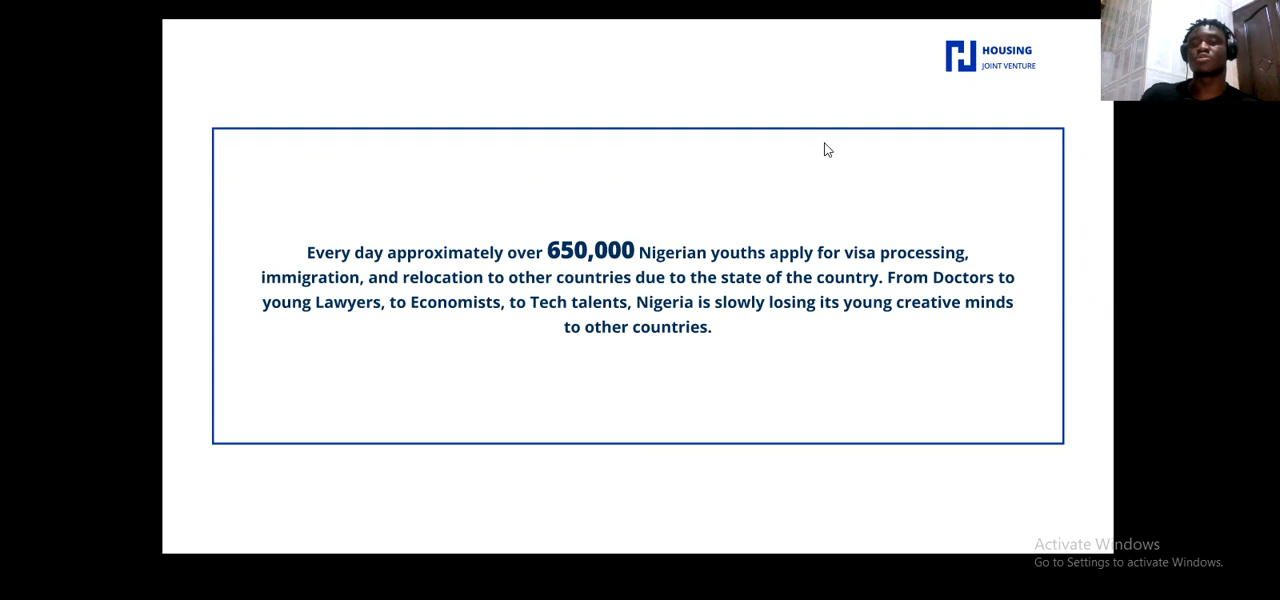 HOUSING
JOINT VENTURE
Every day approximately over 650,000 Nigerian youths apply for visa processing,
immigration, and relocation to other countries due to the state of the country. From Doctors to
young Lawyers, to Economists, to Tech talents, Nigeria is slowly losing its young creative minds
to other countries.
Activate Windows
Go to Settings to activate Windows.